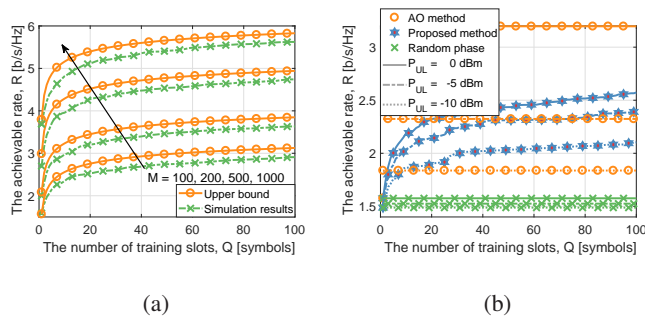 The achievable rate, R [b/s/Hz]
6
5
4
3
2
M = 100, 200, 500, 1000
Upper bound
Simulation results
0 20 40 60 80 100
The number of training slots, Q [symbols]
(a)
The achievable rate, R [b/s/Hz]
3
2.5
2
1.5
AO method
Proposed method
Random phase
P_UL = 0 dBm
P_UL = -5 dBm
P_UL = -10 dBm
0 20 40 60 80 100
The number of training slots, Q [symbols]
(b)